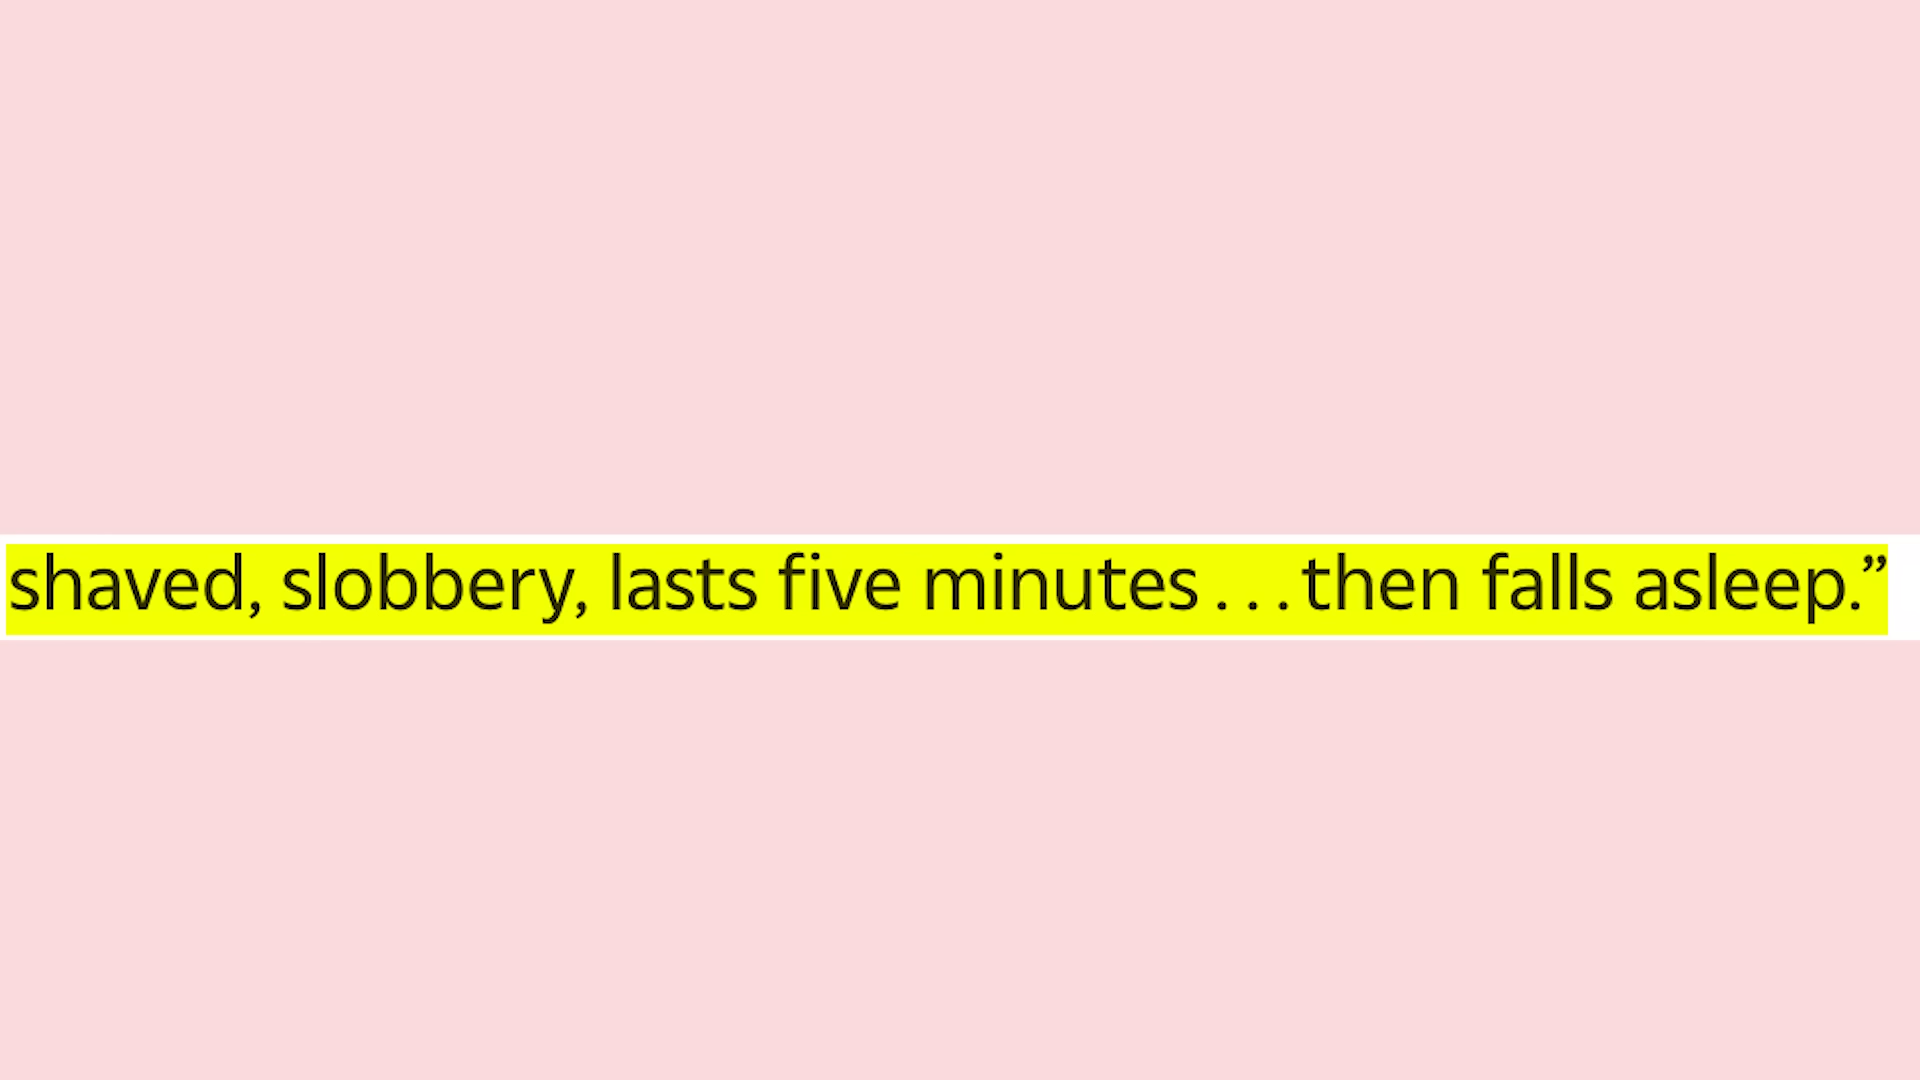 shaved, slobbery, lasts five minutes . . . then falls asleep.”